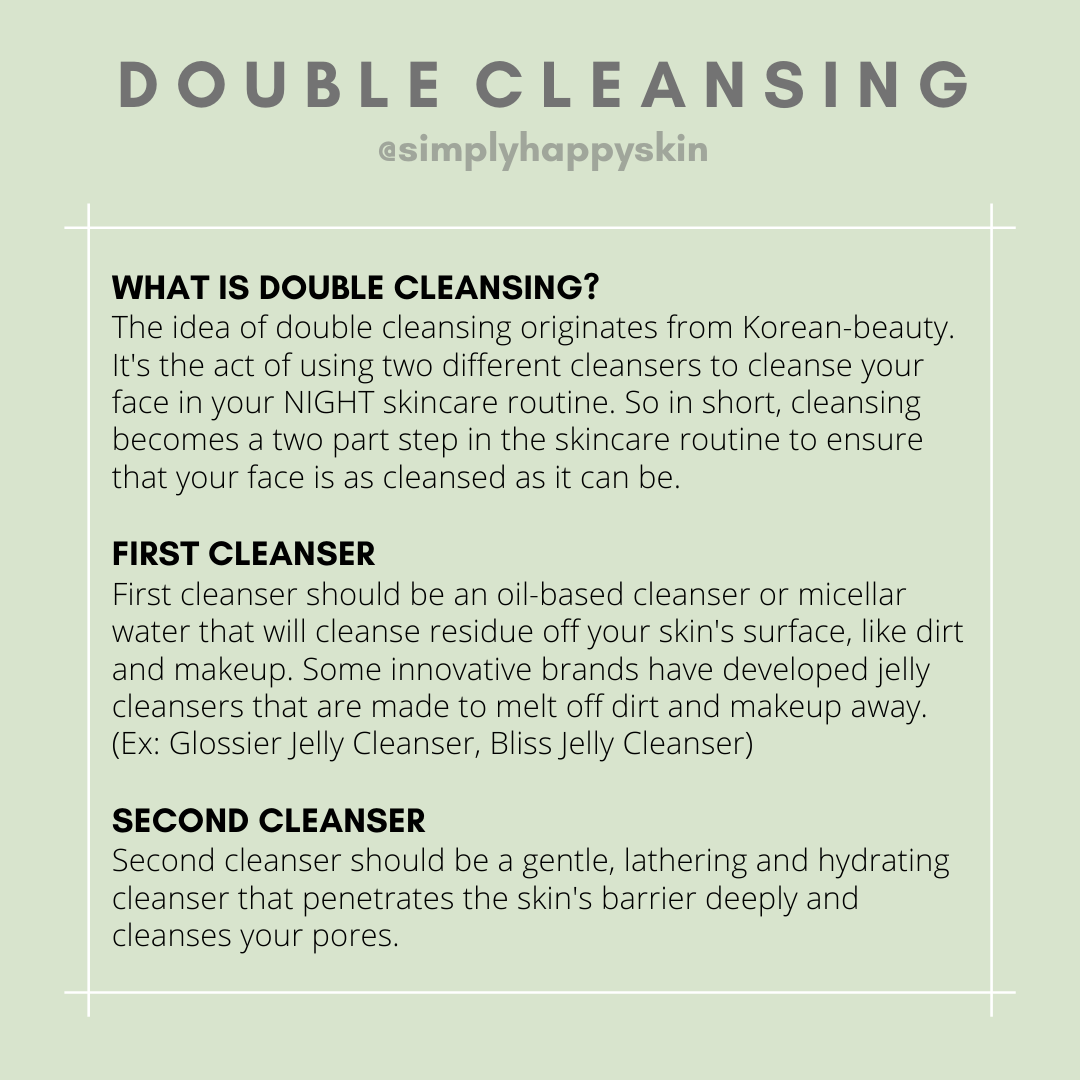 DOUBLE CLEANSING
@simplyhappyskin
WHAT IS DOUBLE CLEANSING?
The idea of double cleansing originates from Korean-beauty.
It's the act of using two different cleansers to cleanse your
face in your NIGHT skincare routine. So in short, cleansing
becomes a two part step in the skincare routine to ensure
that your face is as cleansed as it can be.
FIRST CLEANSER
First cleanser should be an oil-based cleanser or micellar
water that will cleanse residue off your skin's surface, like dirt
and makeup. Some innovative brands have developed jelly
cleansers that are made to melt off dirt and makeup away.
(Ex: Glossier Jelly Cleanser, Bliss Jelly Cleanser)
SECOND CLEANSER
Second cleanser should be a gentle, lathering and hydrating
cleanser that penetrates the skin's barrier deeply and
cleanses your pores.